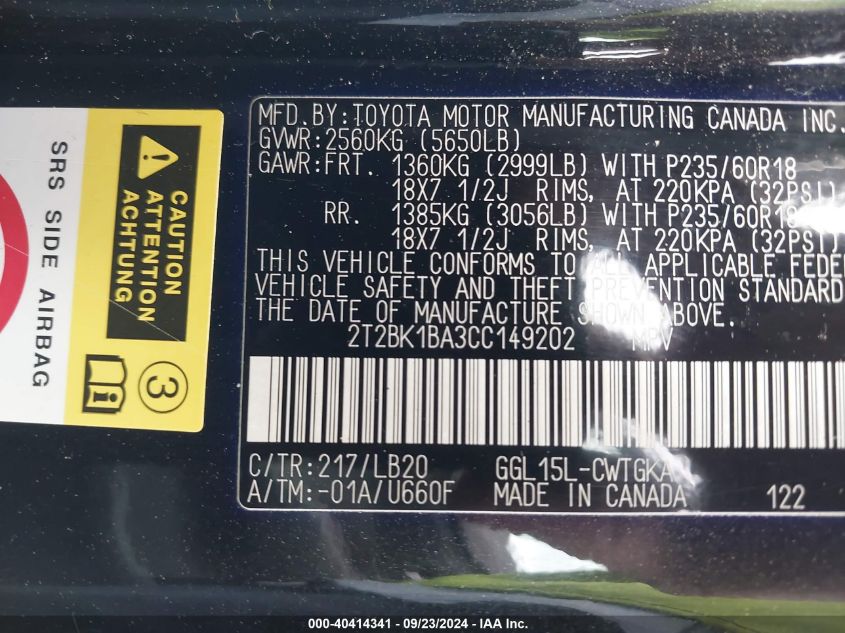 MFD.BY:TOYOTA MOTOR MANUFACTURING CANADA INC.
GVWR:2560KG (5650LB)
GAWR:FRT. 1360KG (2999LB) WITH P235/60R18
18X7 1/2J RIMS, AT 220KPA (32PSI)
RR. 1385KG (3056LB) WITH P235/60R18
18X7 1/2J RIMS, AT 220KPA (32PSI)
THIS VEHICLE CONFORMS TO ALL APPLICABLE FEDE
VEHICLE SAFETY AND THEFT PREVENTION STANDARD
THE DATE OF MANUFACTURE SHOWN ABOVE.
2T2BK1BA3CC149202 MPV
C/TR:217/LB20 GGL15L-CWTGKA
A/TM:-01A/U660F MADE IN CANADA 122
SRS SIDE AIRBAG
CAUTION
ATTENTION
ACHTUNG
3
000-40414341 - 09/23/2024 - IAA Inc.